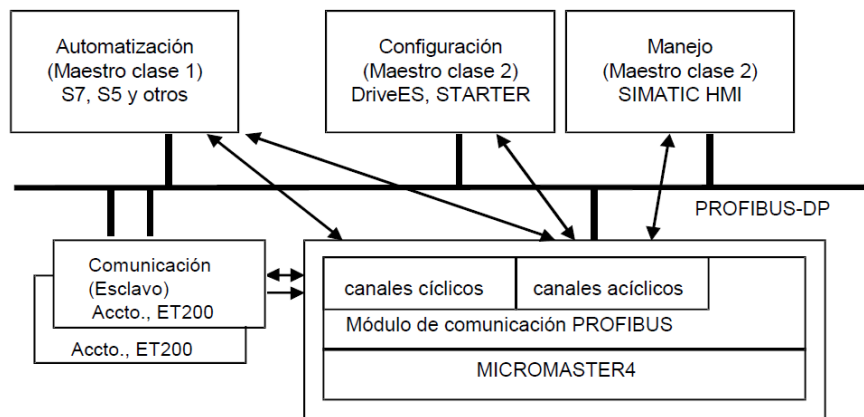 Automatización
(Maestro clase 1)
S7, S5 y otros
Configuración
(Maestro clase 2)
DriveES, STARTER
Manejo
(Maestro clase 2)
SIMATIC HMI
PROFIBUS-DP
Comunicación
(Esclavo)
Accto., ET200
Accto., ET200
canales cíclicos
canales acíclicos
Módulo de comunicación PROFIBUS
MICROMASTER4